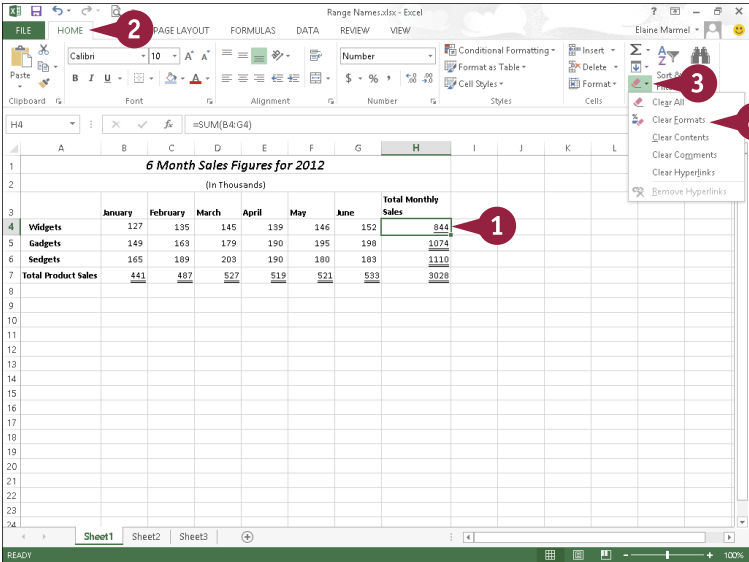 Range Names.xlsx - Excel
FILE HOME PAGE LAYOUT FORMULAS DATA REVIEW VIEW Elaine Marmel
2
Calibri 10 A A Number Conditional Formatting Insert Σ
Format as Table Delete
Paste B I U A $ % , .00 Cell Styles Format Sort &
3
Clipboard Font Alignment Number Styles Cells
Clear All
Clear Formats
Clear Contents
Clear Comments
Clear Hyperlinks
Remove Hyperlinks
H4 fx =SUM(B4:G4)
A B C D E F G H I J K L
1 6 Month Sales Figures for 2012
2 (In Thousands)
3 January February March April May June Total Monthly Sales
4 Widgets 127 135 145 139 146 152 844
1
5 Gadgets 149 163 179 190 195 198 1074
6 Sedgets 165 189 203 190 180 183 1110
7 Total Product Sales 441 487 527 519 521 533 3028
8
9
10
11
12
13
14
15
16
17
18
19
20
21
22
23
24
Sheet1 Sheet2 Sheet3
READY 100%